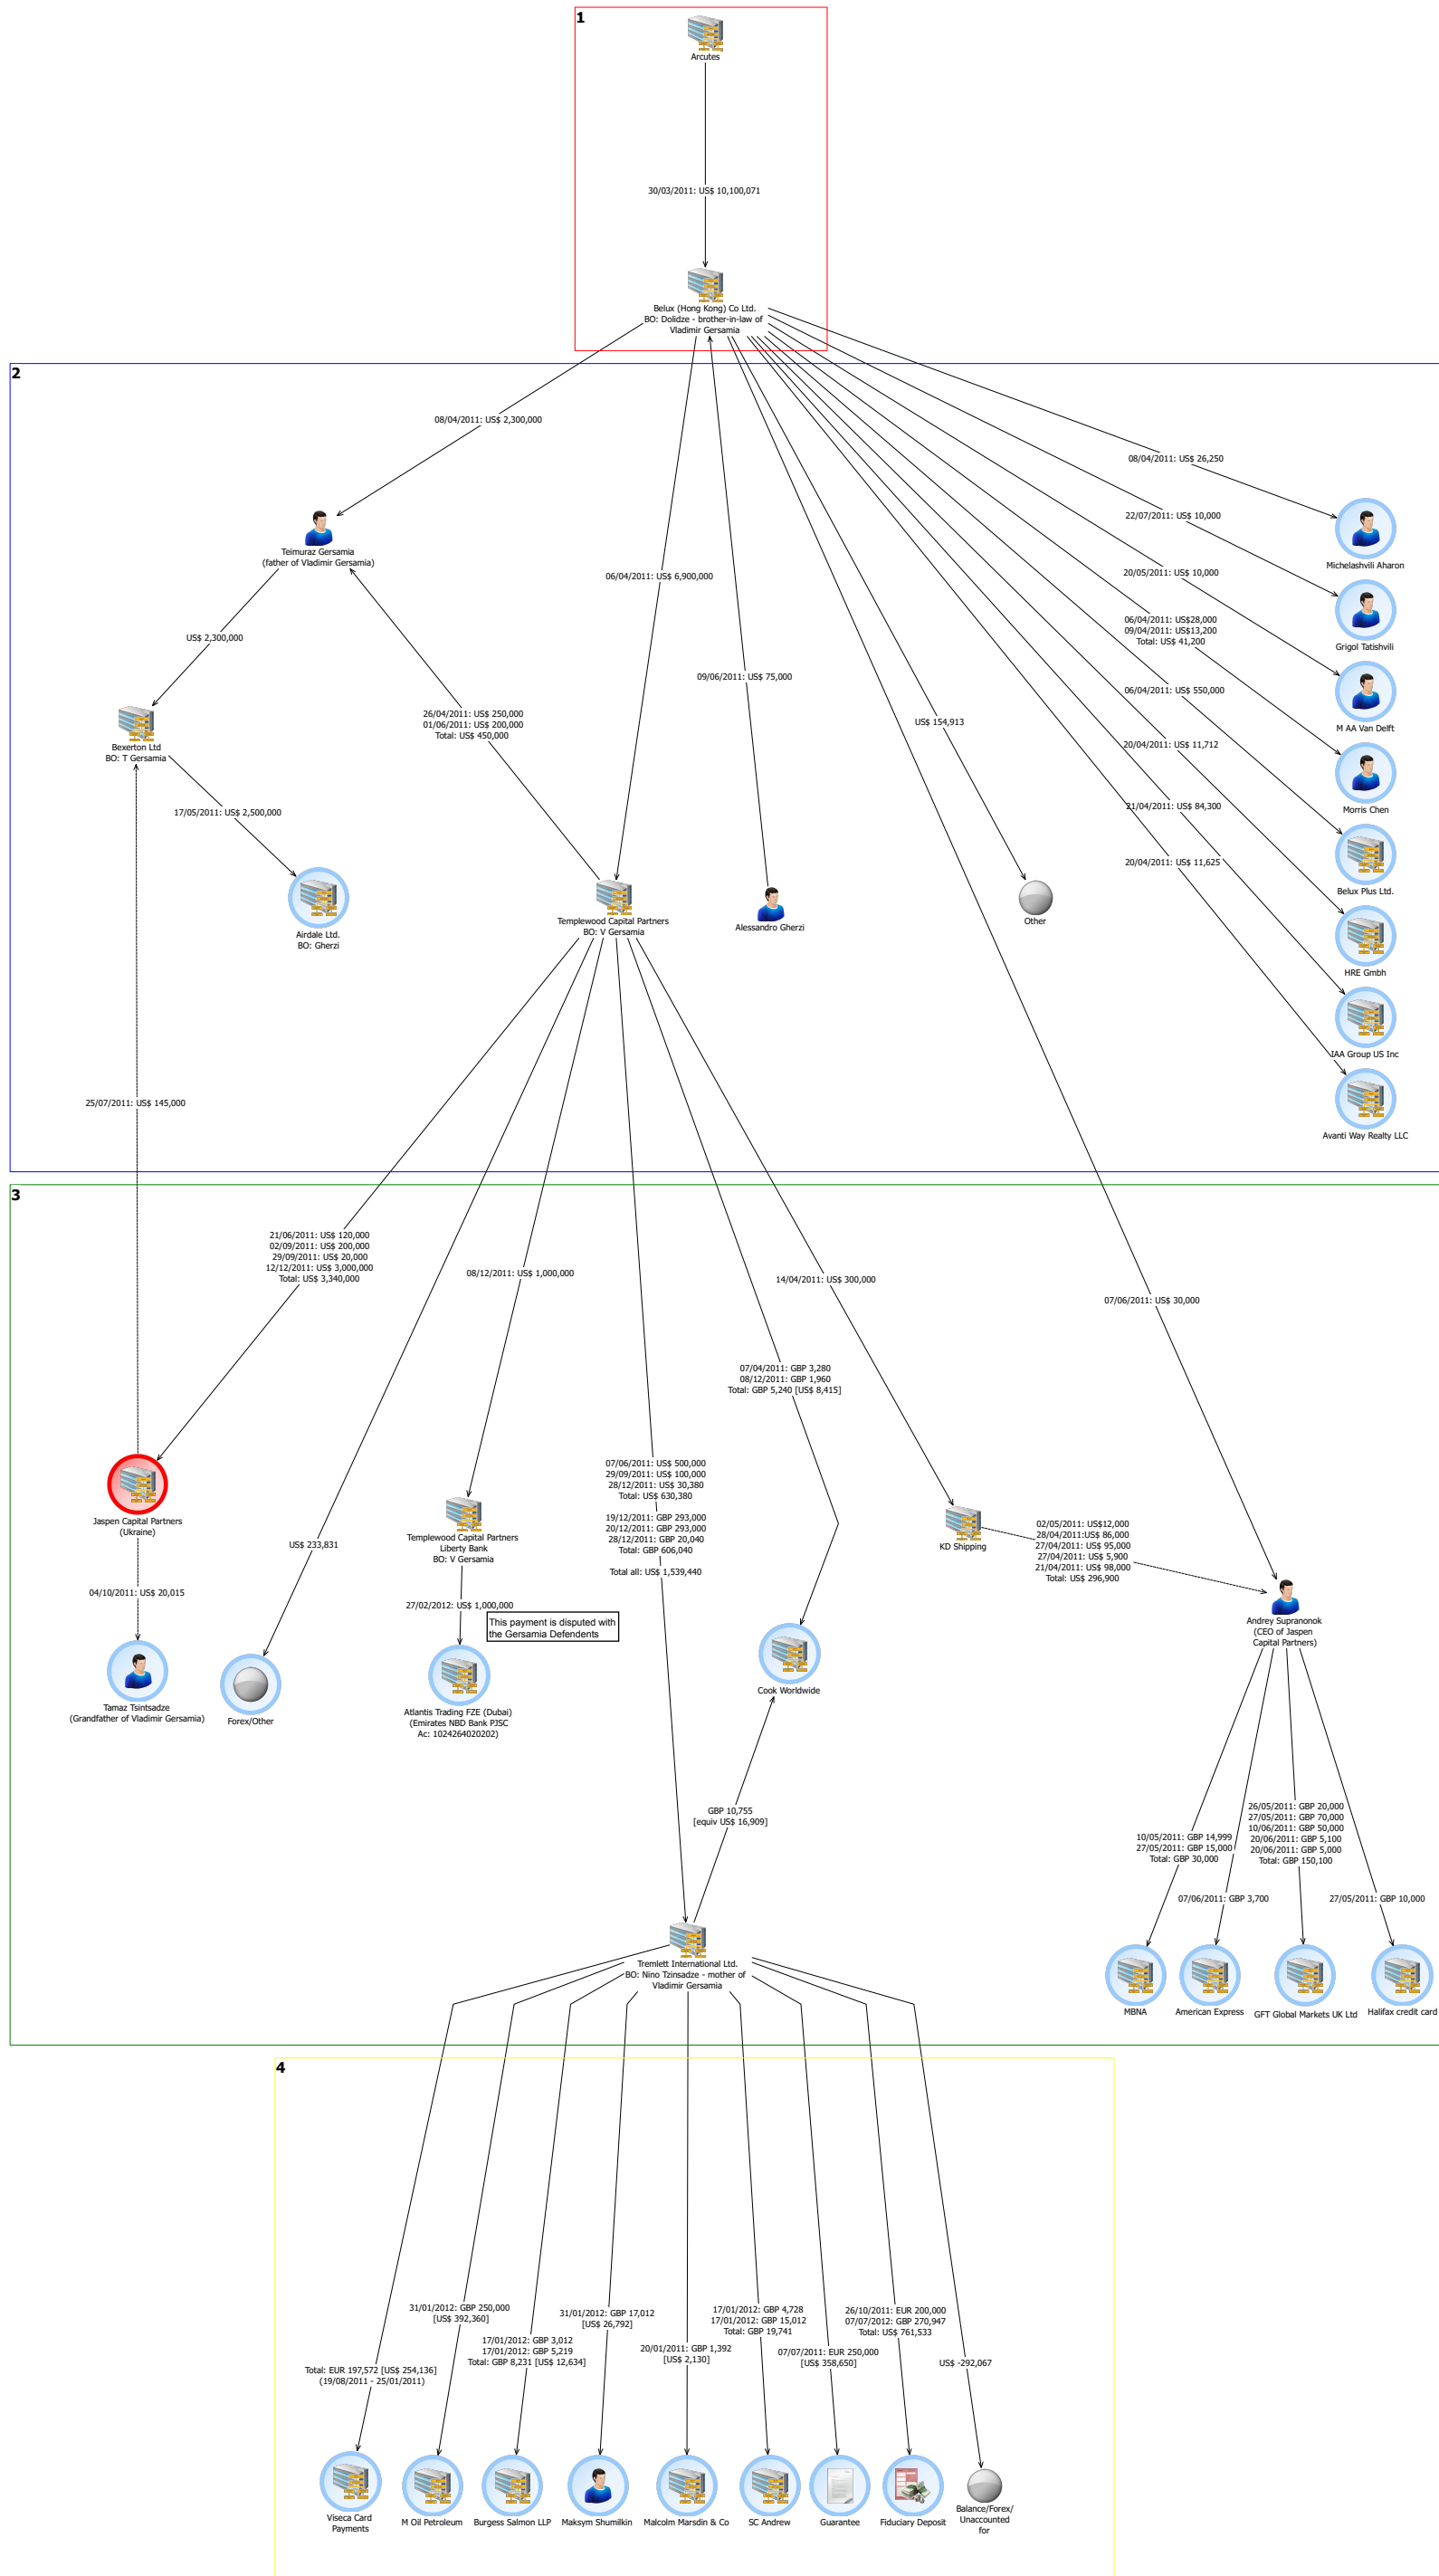 1
Arcutes
30/03/2011: US$ 10,100,071
Belux (Hong Kong) Co Ltd.
BO: Dolidze - brother-in-law of
Vladimir Gersamia
2
08/04/2011: US$ 2,300,000
08/04/2011: US$ 26,250
Michelashvili Aharon
22/07/2011: US$ 10,000
Grigol Tatishvili
20/05/2011: US$ 10,000
M AA Van Delft
06/04/2011: US$28,000
09/04/2011: US$13,200
Total: US$ 41,200
Morris Chen
06/04/2011: US$ 550,000
Belux Plus Ltd.
20/04/2011: US$ 11,712
HRE Gmbh
21/04/2011: US$ 84,300
IAA Group US Inc
20/04/2011: US$ 11,625
Avanti Way Realty LLC
Teimuraz Gersamia
(father of Vladimir Gersamia)
06/04/2011: US$ 6,900,000
US$ 2,300,000
09/06/2011: US$ 75,000
26/04/2011: US$ 250,000
01/06/2011: US$ 200,000
Total: US$ 450,000
US$ 154,913
Bexerton Ltd
BO: T Gersamia
17/05/2011: US$ 2,500,000
Airdale Ltd.
BO: Gherzi
Templewood Capital Partners
BO: V Gersamia
Alessandro Gherzi
Other
25/07/2011: US$ 145,000
3
21/06/2011: US$ 120,000
02/09/2011: US$ 200,000
29/09/2011: US$ 20,000
12/12/2011: US$ 3,000,000
Total: US$ 3,340,000
08/12/2011: US$ 1,000,000
14/04/2011: US$ 300,000
07/06/2011: US$ 30,000
07/04/2011: GBP 3,280
08/12/2011: GBP 1,960
Total: GBP 5,240 [US$ 8,415]
07/06/2011: US$ 500,000
29/09/2011: US$ 100,000
28/12/2011: US$ 30,380
Total: US$ 630,380
19/12/2011: GBP 293,000
20/12/2011: GBP 293,000
28/12/2011: GBP 20,040
Total: GBP 606,040
Total all: US$ 1,539,440
Jaspen Capital Partners
(Ukraine)
US$ 233,831
Templewood Capital Partners
Liberty Bank
BO: V Gersamia
KD Shipping
02/05/2011: US$12,000
28/04/2011:US$ 86,000
27/04/2011: US$ 95,000
27/04/2011: US$ 5,900
21/04/2011: US$ 98,000
Total: US$ 296,900
04/10/2011: US$ 20,015
27/02/2012: US$ 1,000,000
This payment is disputed with
the Gersamia Defendents
Andrey Supranonok
(CEO of Jaspen
Capital Partners)
Tamaz Tsintsadze
(Grandfather of Vladimir Gersamia)
Forex/Other
Atlantis Trading FZE (Dubai)
(Emirates NBD Bank PJSC
Ac: 1024264020202)
Cook Worldwide
GBP 10,755
[equiv US$ 16,909]
10/05/2011: GBP 14,999
27/05/2011: GBP 15,000
Total: GBP 30,000
26/05/2011: GBP 20,000
27/05/2011: GBP 70,000
10/06/2011: GBP 50,000
20/06/2011: GBP 5,100
20/06/2011: GBP 5,000
Total: GBP 150,100
07/06/2011: GBP 3,700
27/05/2011: GBP 10,000
Tremlett International Ltd.
BO: Nino Tzinsadze - mother of
Vladimir Gersamia
MBNA
American Express
GFT Global Markets UK Ltd
Halifax credit card
4
Total: EUR 197,572 [US$ 254,136]
(19/08/2011 - 25/01/2011)
31/01/2012: GBP 250,000
[US$ 392,360]
17/01/2012: GBP 3,012
17/01/2012: GBP 5,219
Total: GBP 8,231 [US$ 12,634]
31/01/2012: GBP 17,012
[US$ 26,792]
20/01/2011: GBP 1,392
[US$ 2,130]
17/01/2012: GBP 4,728
17/01/2012: GBP 15,012
Total: GBP 19,741
07/07/2011: EUR 250,000
[US$ 358,650]
26/10/2011: EUR 200,000
07/07/2012: GBP 270,947
Total: US$ 761,533
US$ -292,067
Viseca Card
Payments
M Oil Petroleum
Burgess Salmon LLP
Maksym Shumilkin
Malcolm Marsdin & Co
SC Andrew
Guarantee
Fiduciary Deposit
Balance/Forex/
Unaccounted
for